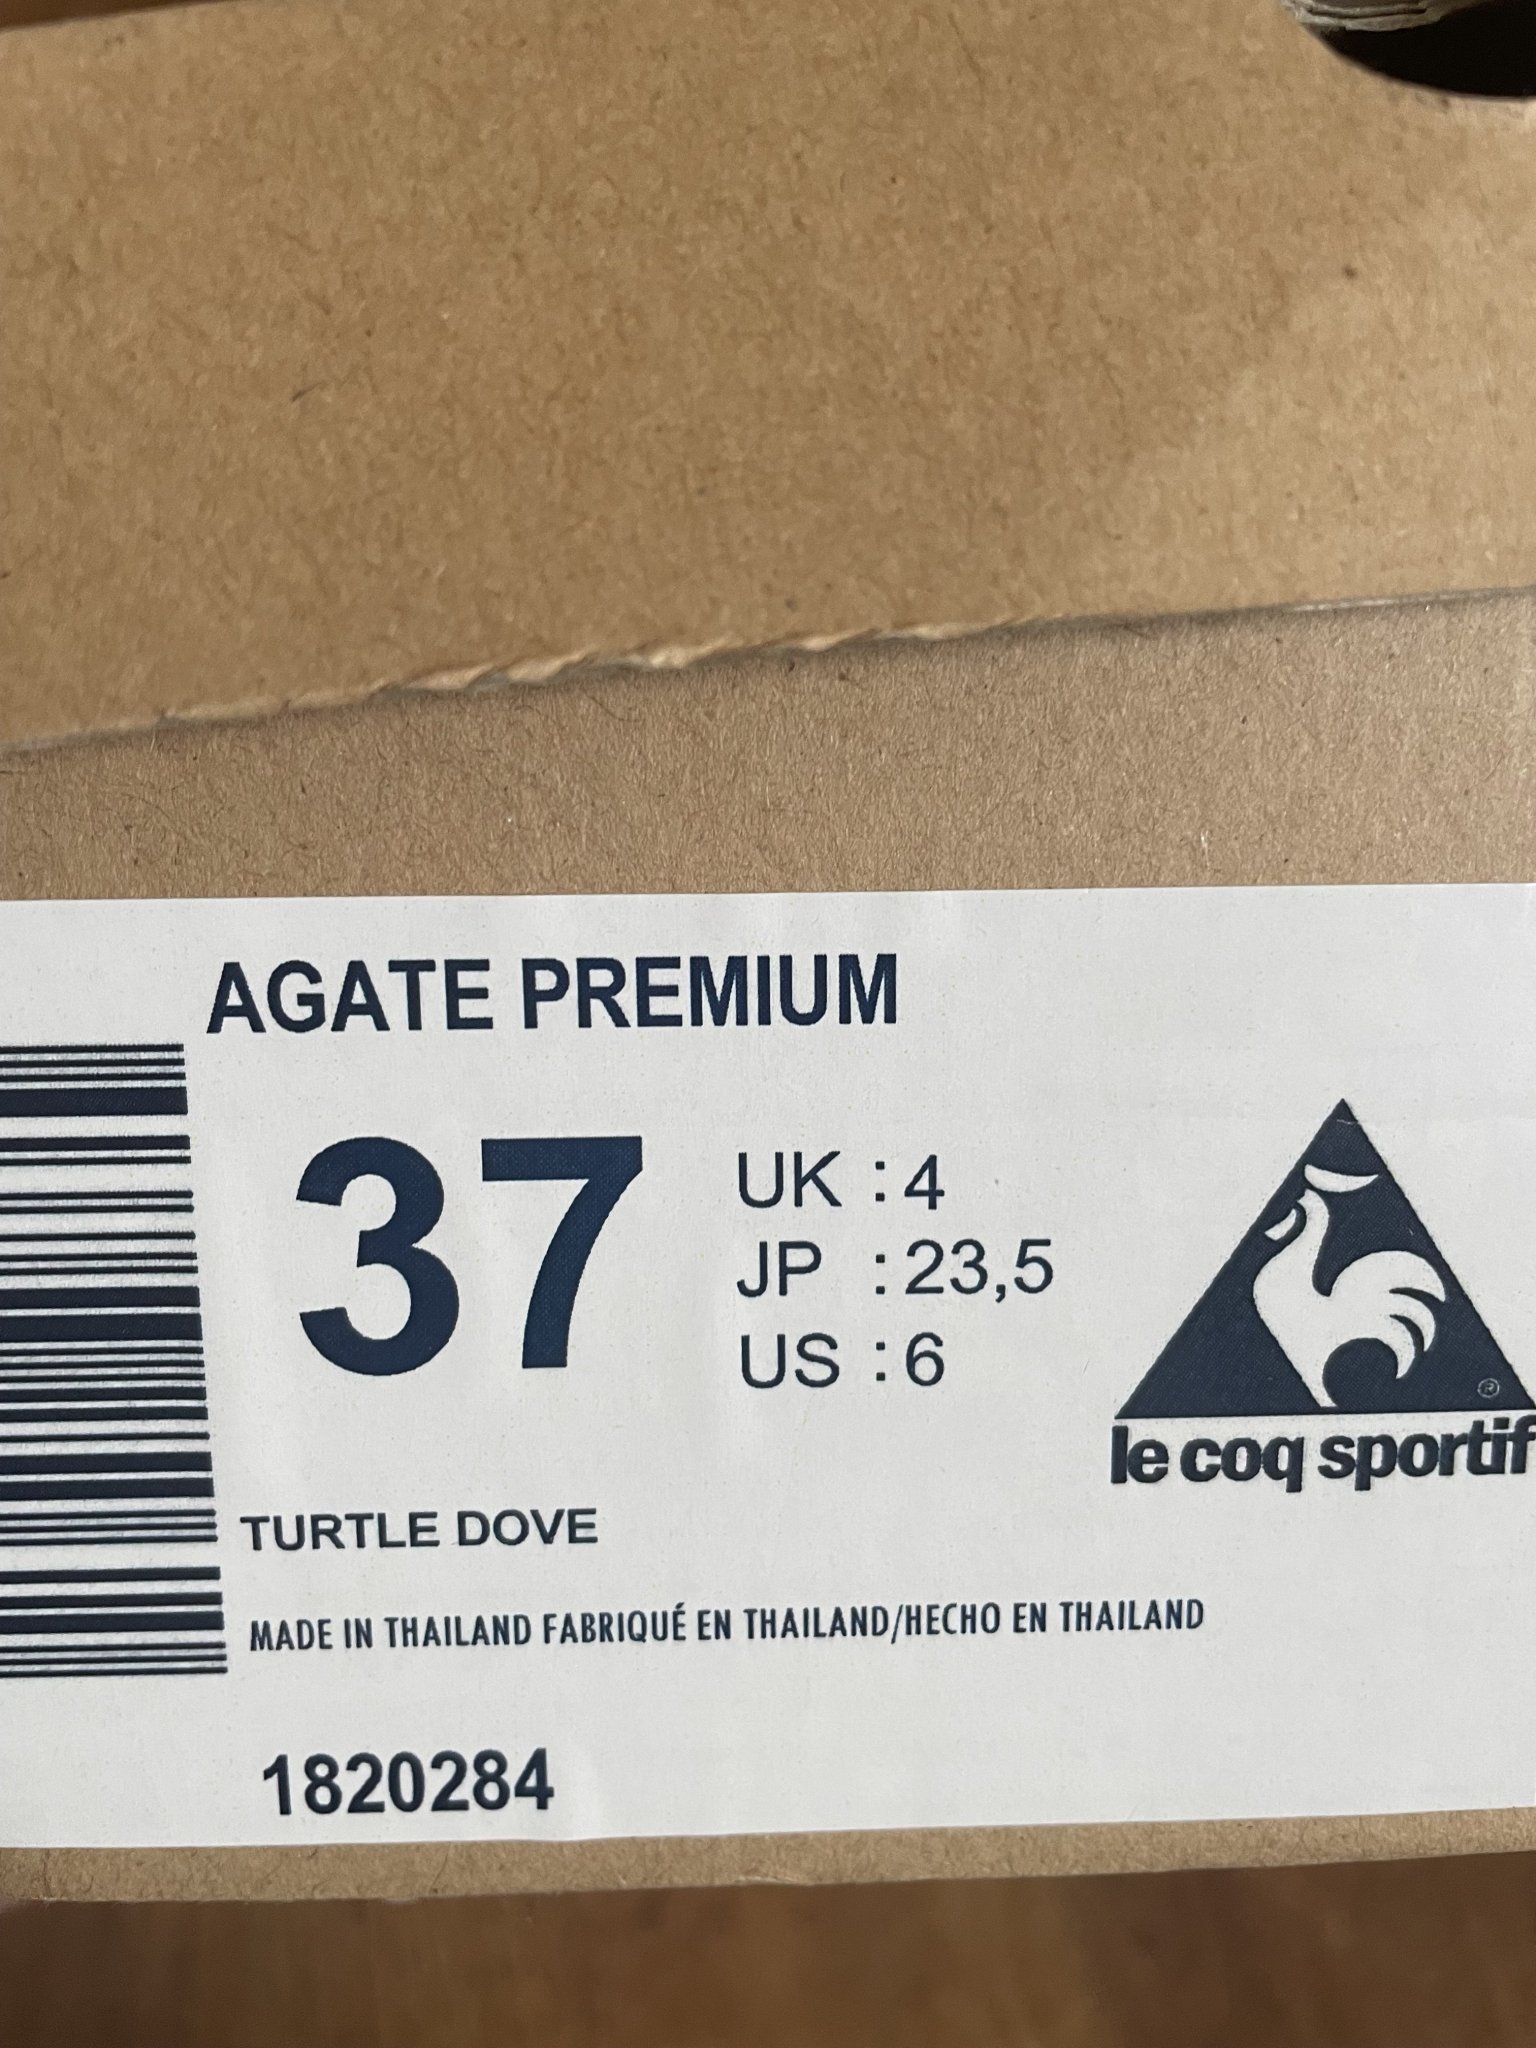 AGATE PREMIUM
37
UK : 4
JP : 23,5
US : 6
le coq sportif
®
TURTLE DOVE
MADE IN THAILAND FABRIQUÉ EN THAILAND/HECHO EN THAILAND
1820284